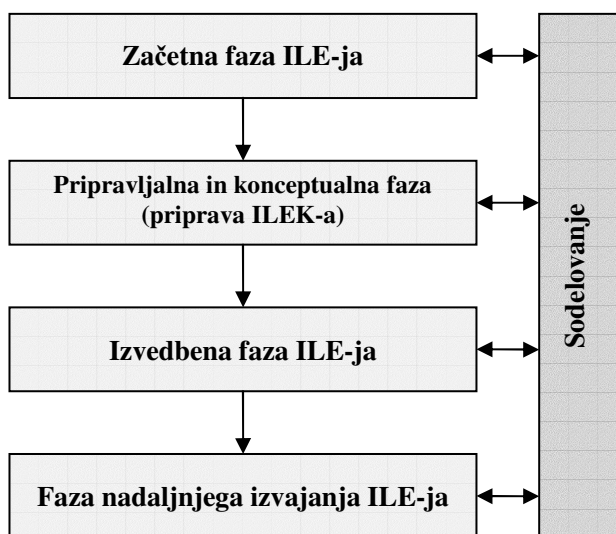 Začetna faza ILE-ja
Pripravljalna in konceptualna faza
(priprava ILEK-a)
Izvedbena faza ILE-ja
Faza nadaljnjega izvajanja ILE-ja
Sodelovanje